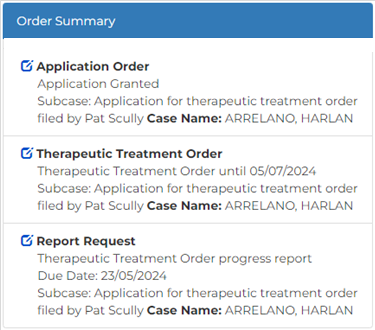 Order Summary
Application Order
Application Granted
Subcase: Application for therapeutic treatment order
filed by Pat Scully Case Name: ARRELANO, HARLAN
Therapeutic Treatment Order
Therapeutic Treatment Order until 05/07/2024
Subcase: Application for therapeutic treatment order
filed by Pat Scully Case Name: ARRELANO, HARLAN
Report Request
Therapeutic Treatment Order progress report
Due Date: 23/05/2024
Subcase: Application for therapeutic treatment order
filed by Pat Scully Case Name: ARRELANO, HARLAN